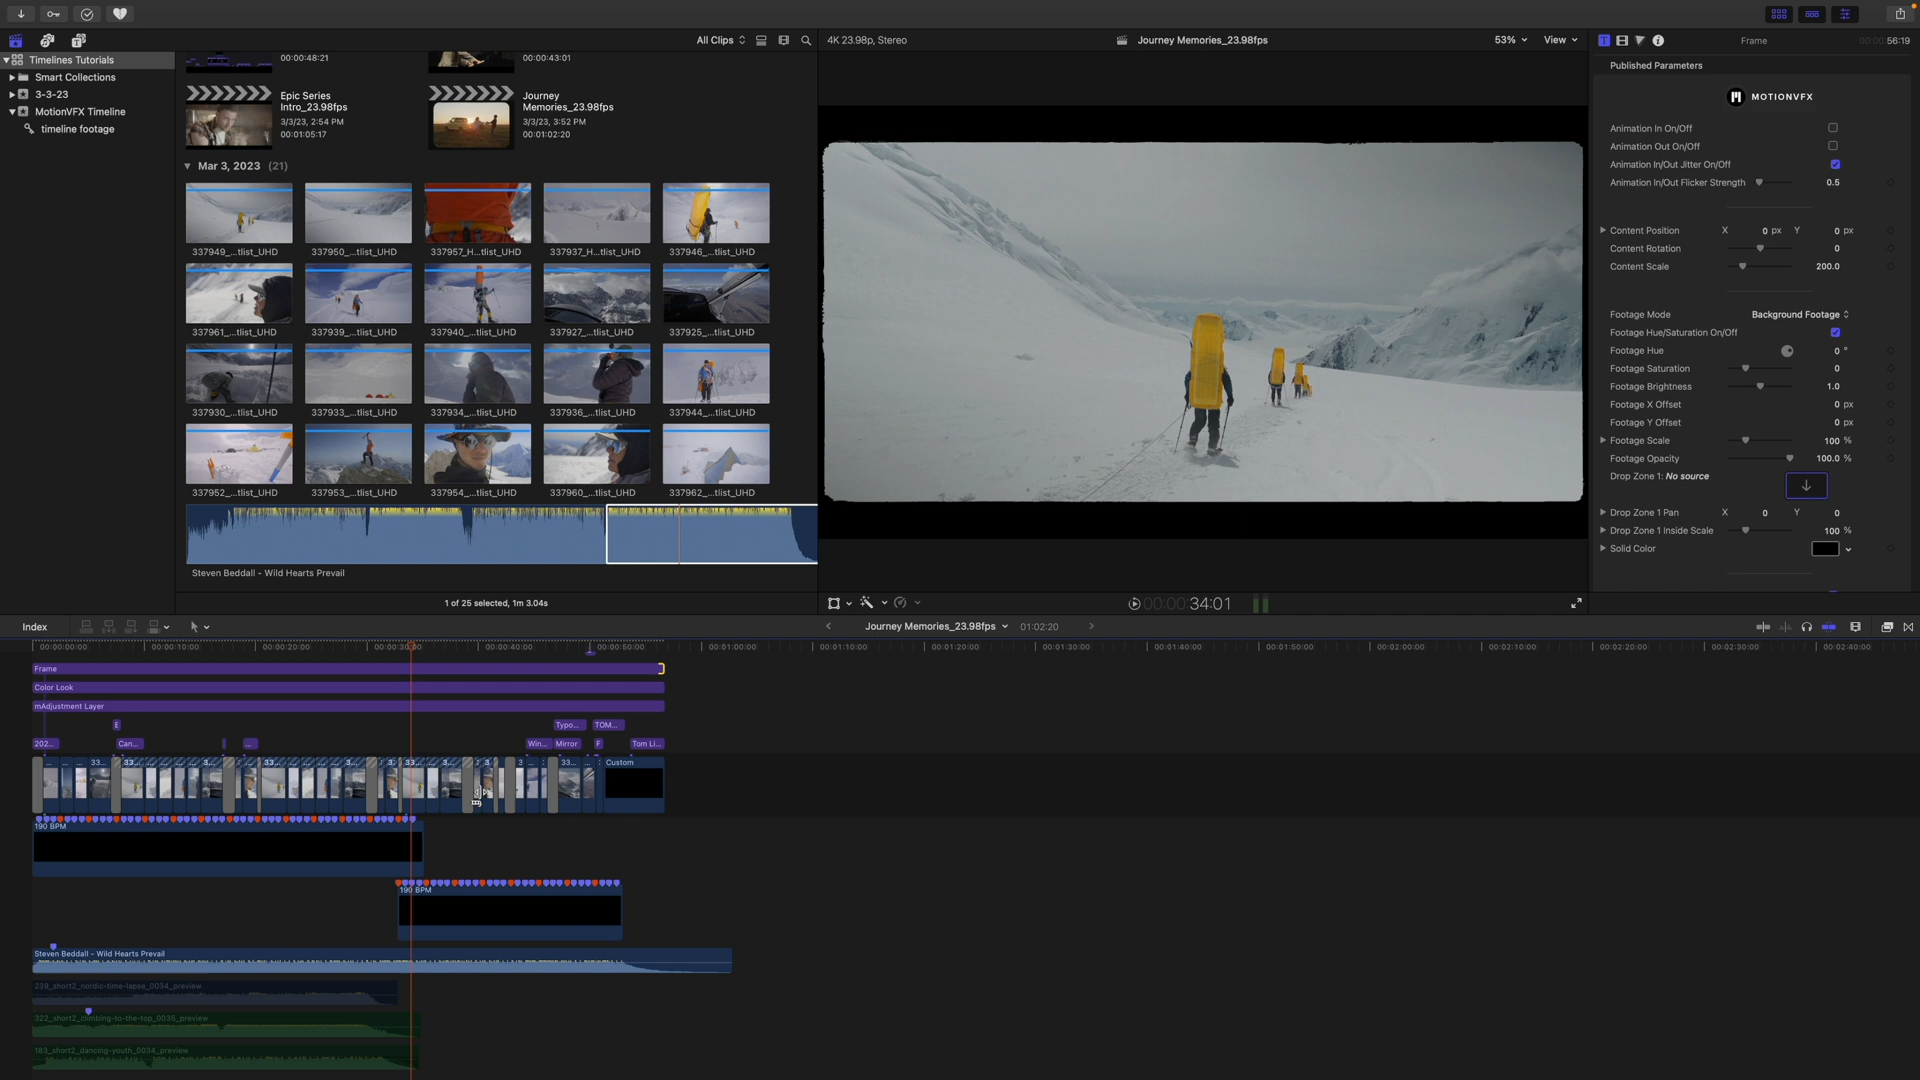 All Clips
4K 23.98p, Stereo
Journey Memories_23.98fps
53%
View
Frame
00:00:56:19
Timelines Tutorials
Smart Collections
3-3-23
MotionVFX Timeline
timeline footage
00:00:48:21
00:00:43:01
Epic Series
Intro_23.98fps
3/3/23, 2:54 PM
00:01:05:17
Journey
Memories_23.98fps
3/3/23, 3:52 PM
00:01:02:20
Mar 3, 2023 (21)
337949_...tlist_UHD
337950_...tlist_UHD
337957_H...tlist_UHD
337937_H...tlist_UHD
337946_...tlist_UHD
337961_...tlist_UHD
337939_...tlist_UHD
337940_...tlist_UHD
337927_...tlist_UHD
337925_...tlist_UHD
337930_...tlist_UHD
337933_...tlist_UHD
337934_...tlist_UHD
337936_...tlist_UHD
337944_...tlist_UHD
337952_...tlist_UHD
337953_...tlist_UHD
337954_...tlist_UHD
337960_...tlist_UHD
337962_...tlist_UHD
Steven Beddall - Wild Hearts Prevail
1 of 25 selected, 1m 3.04s
00:00:34:01
Published Parameters
MOTIONVFX
Animation In On/Off
Animation Out On/Off
Animation In/Out Jitter On/Off
Animation In/Out Flicker Strength 0.5
Content Position X 0 px Y 0 px
Content Rotation 0
Content Scale 200.0
Footage Mode Background Footage
Footage Hue/Saturation On/Off
Footage Hue 0 °
Footage Saturation 0
Footage Brightness 1.0
Footage X Offset 0 px
Footage Y Offset 0 px
Footage Scale 100 %
Footage Opacity 100.0 %
Drop Zone 1: No source
Drop Zone 1 Pan X 0 Y 0
Drop Zone 1 Inside Scale 100 %
Solid Color
Index
Journey Memories_23.98fps
01:02:20
00:00:00:00 00:00:10:00 00:00:20:00 00:00:30:00 00:00:40:00 00:00:50:00 00:01:00:00 00:01:10:00 00:01:20:00 00:01:30:00 00:01:40:00 00:01:50:00 00:02:00:00 00:02:10:00 00:02:20:00 00:02:30:00 00:02:40:00
Frame
Color Look
mAdjustment Layer
E
Typo...
TOM...
202...
Can...
...
Win...
Mirror
F
Tom Li...
Custom
190 BPM
190 BPM
Steven Beddall - Wild Hearts Prevail
239_short2_nordic-time-lapse_0034_preview
322_short2_climbing-to-the-top_0035_preview
183_short2_dancing-youth_0034_preview